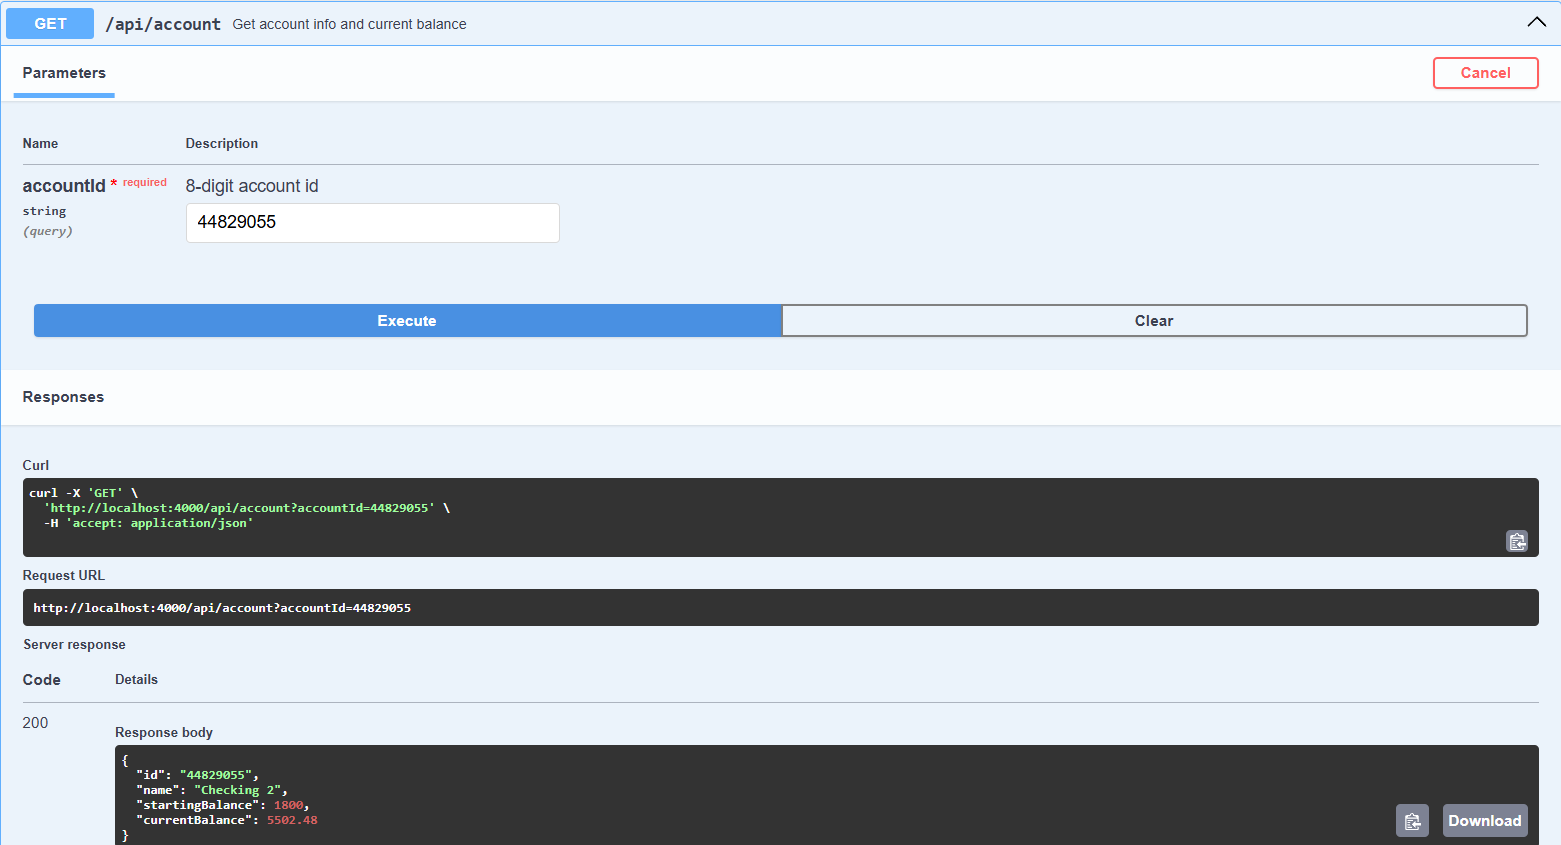 GET /api/account Get account info and current balance
Parameters Cancel
Name Description
accountId * required 8-digit account id
string
(query)
44829055
Execute Clear
Responses
Curl
curl -X 'GET' \
'http://localhost:4000/api/account?accountId=44829055' \
-H 'accept: application/json'
Request URL
http://localhost:4000/api/account?accountId=44829055
Server response
Code Details
200
Response body
{
"id": "44829055",
"name": "Checking 2",
"startingBalance": 1800,
"currentBalance": 5502.48
}
Download